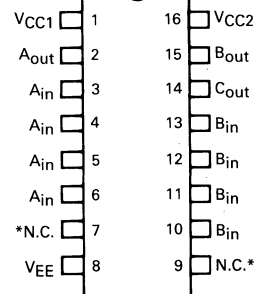 VCC1 1 16 VCC2
Aout 2 15 Bout
Ain 3 14 Cout
Ain 4 13 Bin
Ain 5 12 Bin
Ain 6 11 Bin
*N.C. 7 10 Bin
VEE 8 9 N.C.*